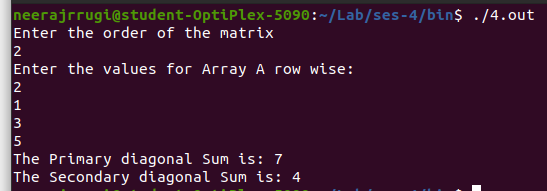 neerajrrugi@student-OptiPlex-5090:~/Lab/ses-4/bin$ ./4.out
Enter the order of the matrix
2
Enter the values for Array A row wise:
2
1
3
5
The Primary diagonal Sum is: 7
The Secondary diagonal Sum is: 4